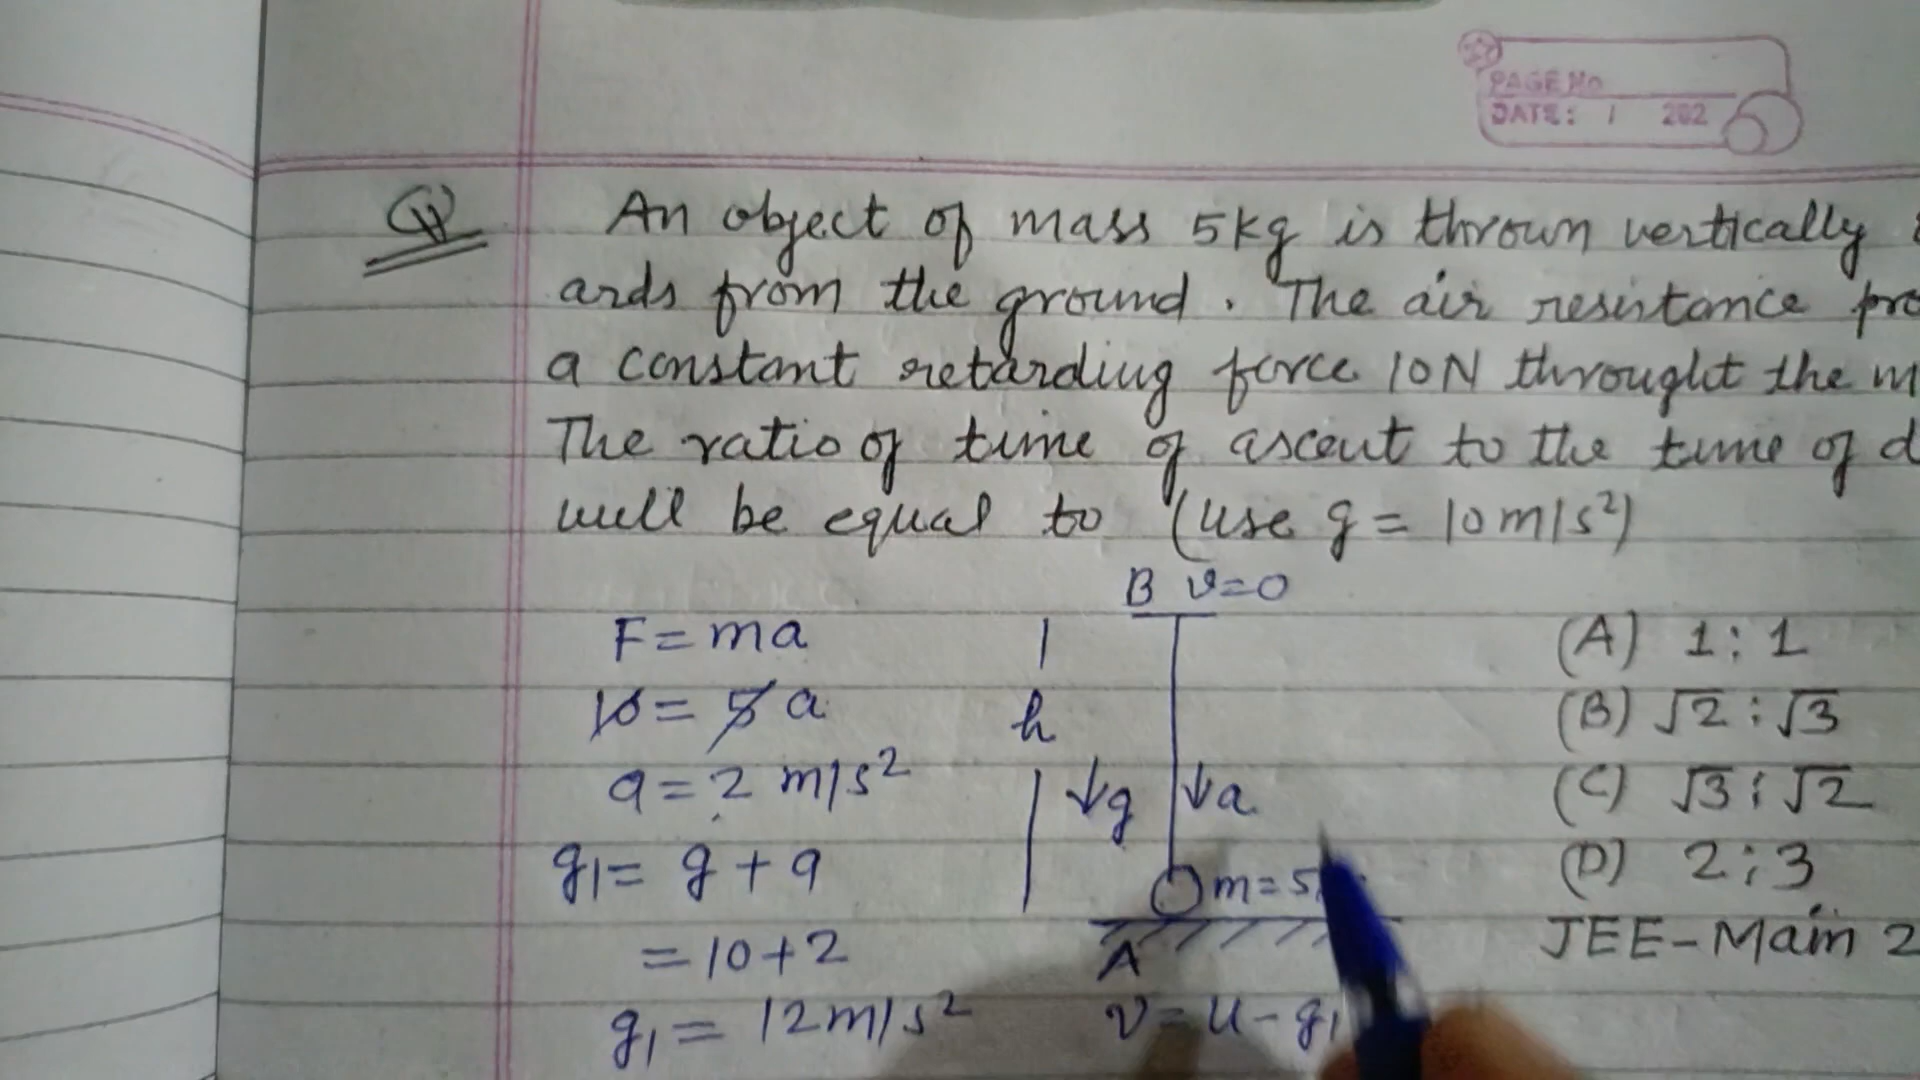 PAGE No
DATE: / 202
Q
An object of mass 5kg is thrown vertically
ards from the ground. The air resistance
a constant retarding force 10N throught the
The ratio of time of ascent to the time of
will be equal to (use g = 10m/s²)
B v=0
F = ma
10 = 5 a
a = 2 m/s²
g₁ = g + a
= 10+2
g₁ = 12m/s²
h
↓g ↓a
m=5
A
v = u - g₁
(A) 1:1
(B) √2:√3
(C) √3:√2
(D) 2:3
JEE-Main 2